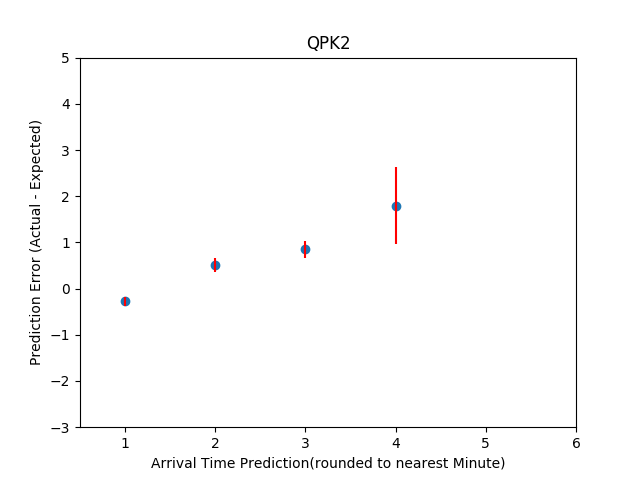 QPK2
5
4
3
2
1
0
−1
−2
−3
Prediction Error (Actual - Expected)
1 2 3 4 5 6
Arrival Time Prediction(rounded to nearest Minute)